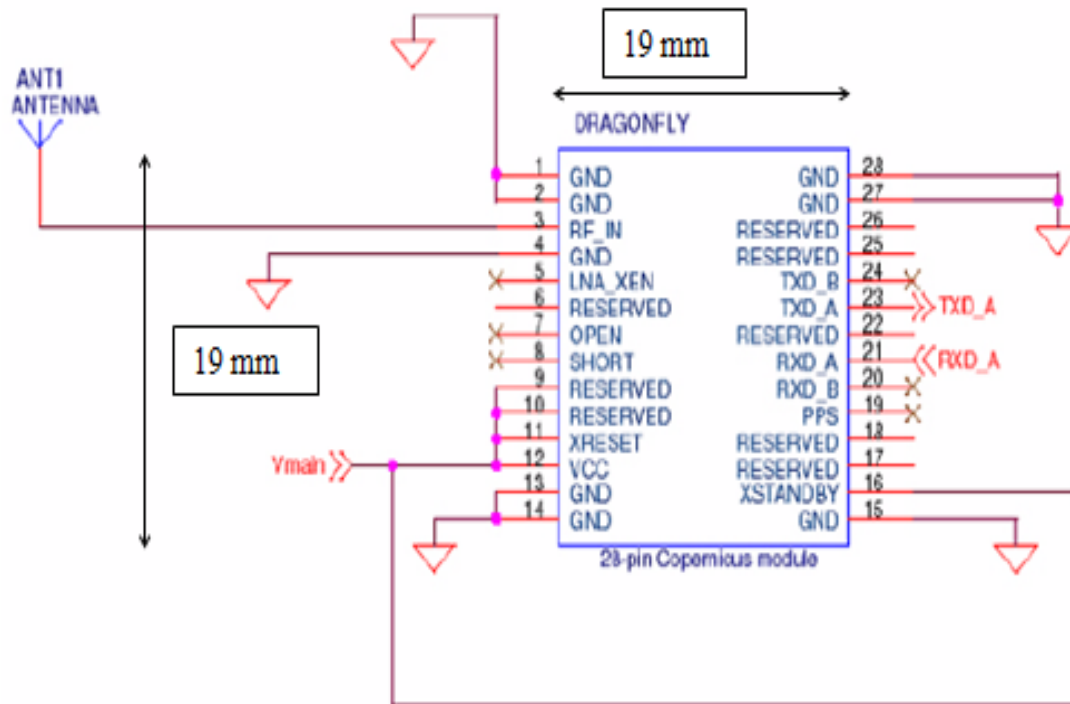 19 mm
ANT1
ANTENNA
DRAGONFLY
1 GND GND 28
2 GND GND 27
3 RF_IN RESERVED 26
4 GND RESERVED 25
5 LNA_XEN TXD_B 24
6 RESERVED TXD_A 23 TXD_A
7 OPEN RESERVED 22
19 mm
8 SHORT RXD_A 21 RXD_A
9 RESERVED RXD_B 20
10 RESERVED PPS 19
11 XRESET RESERVED 18
Vmain 12 VCC RESERVED 17
13 GND XSTANDBY 16
14 GND GND 15
28-pin Copernicus module